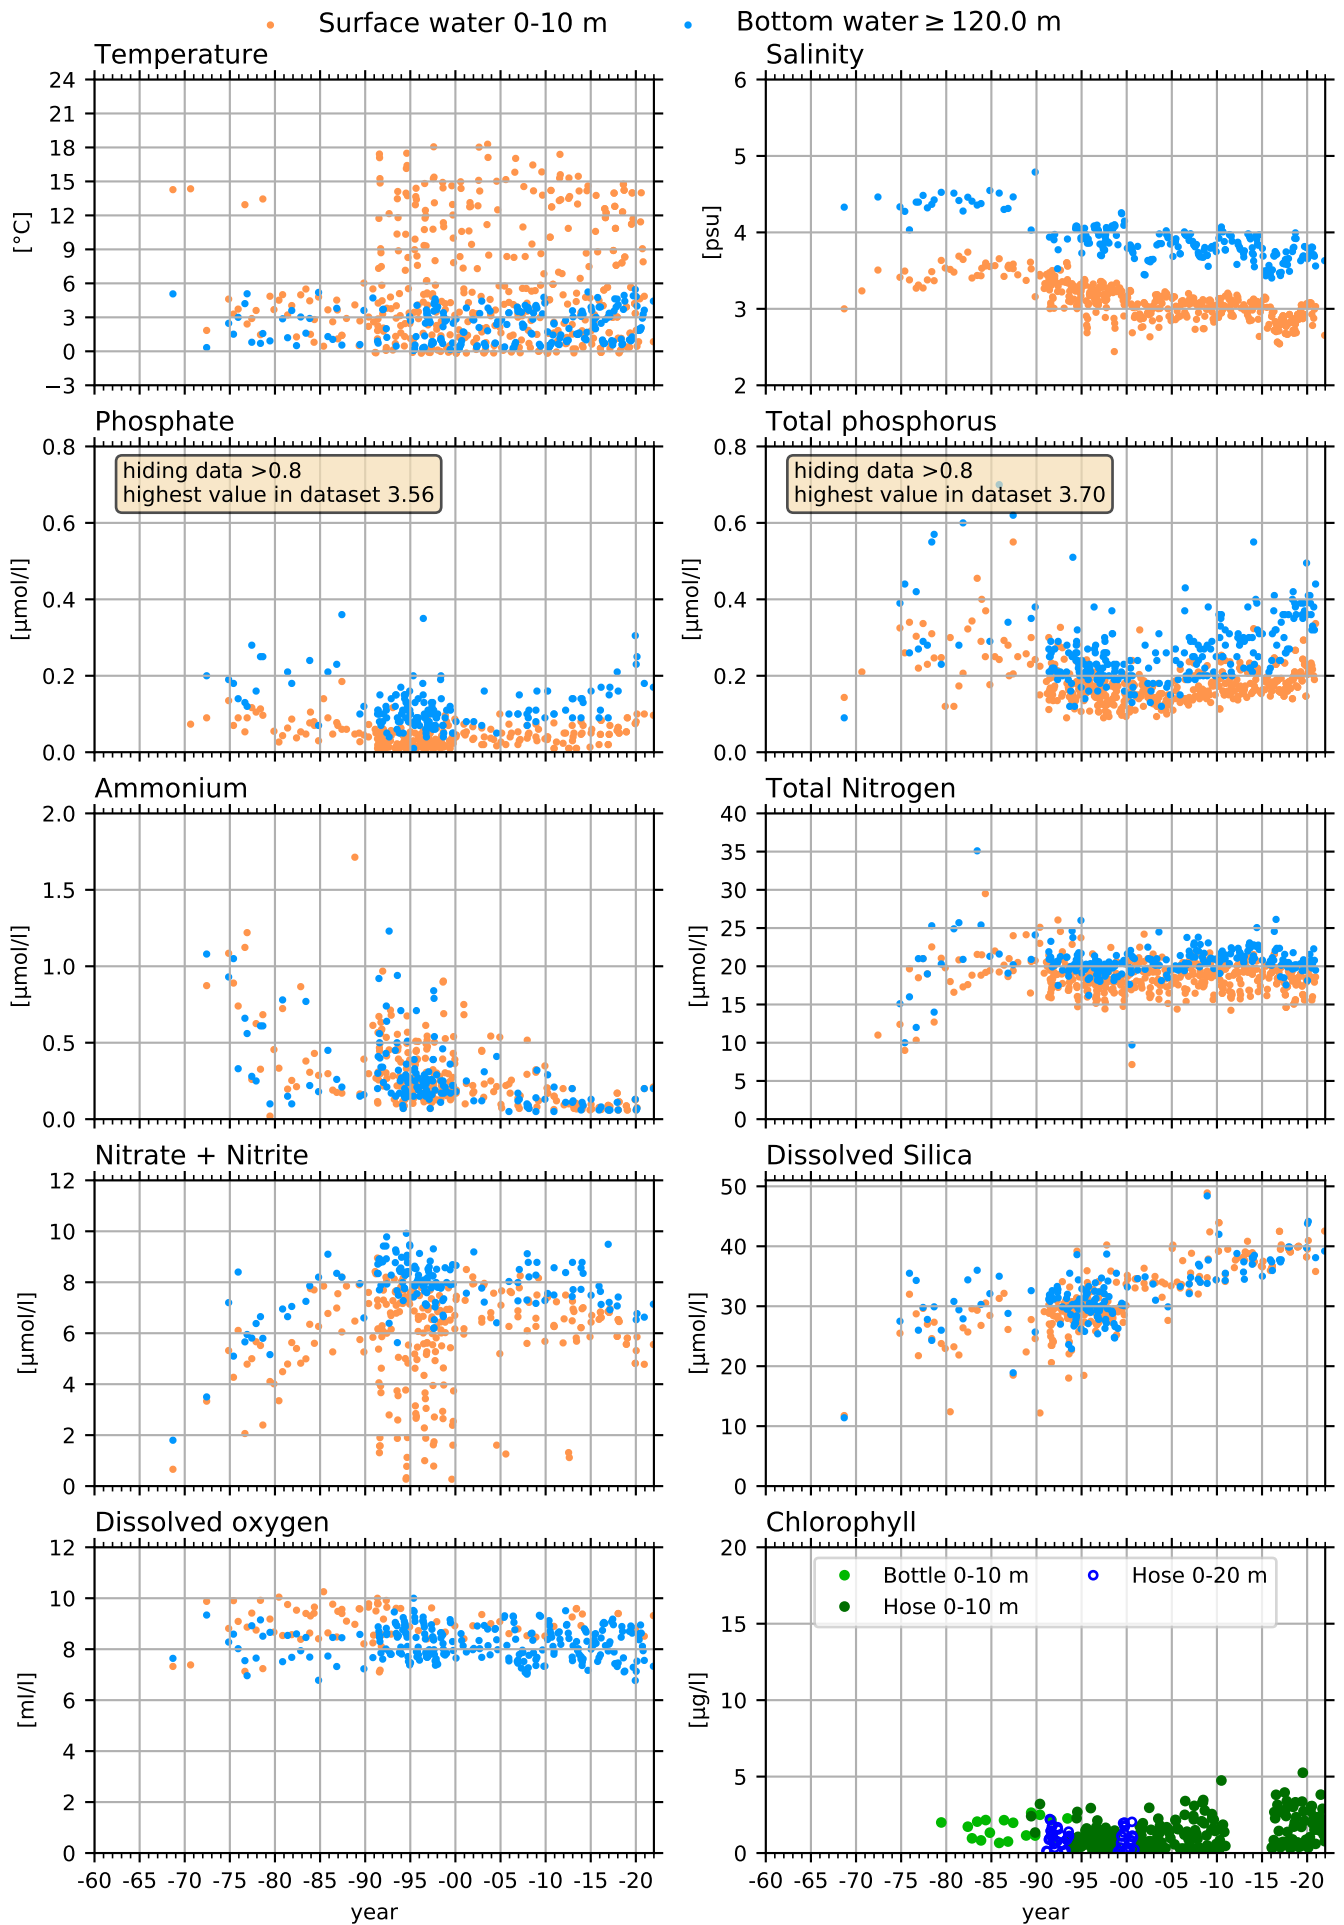 Surface water 0-10 m
Bottom water ≥ 120.0 m
Temperature
24
21
18
15
12
9
6
3
0
−3
[°C]
Salinity
6
5
4
3
2
[psu]
Phosphate
hiding data >0.8
highest value in dataset 3.56
0.8
0.6
0.4
0.2
0.0
[µmol/l]
Total phosphorus
hiding data >0.8
highest value in dataset 3.70
0.8
0.6
0.4
0.2
0.0
[µmol/l]
Ammonium
2.0
1.5
1.0
0.5
0.0
[µmol/l]
Total Nitrogen
40
35
30
25
20
15
10
5
0
[µmol/l]
Nitrate + Nitrite
12
10
8
6
4
2
0
[µmol/l]
Dissolved Silica
50
40
30
20
10
0
[µmol/l]
Dissolved oxygen
12
10
8
6
4
2
0
[ml/l]
-60 -70 -75 -80 -85 -90 -95 -00 -05 -10 -15 -20
year
Chlorophyll
Bottle 0-10 m
Hose 0-10 m
Hose 0-20 m
20
15
10
5
0
[µg/l]
-60 -70 -75 -80 -85 -90 -95 -00 -05 -10 -15 -20
year